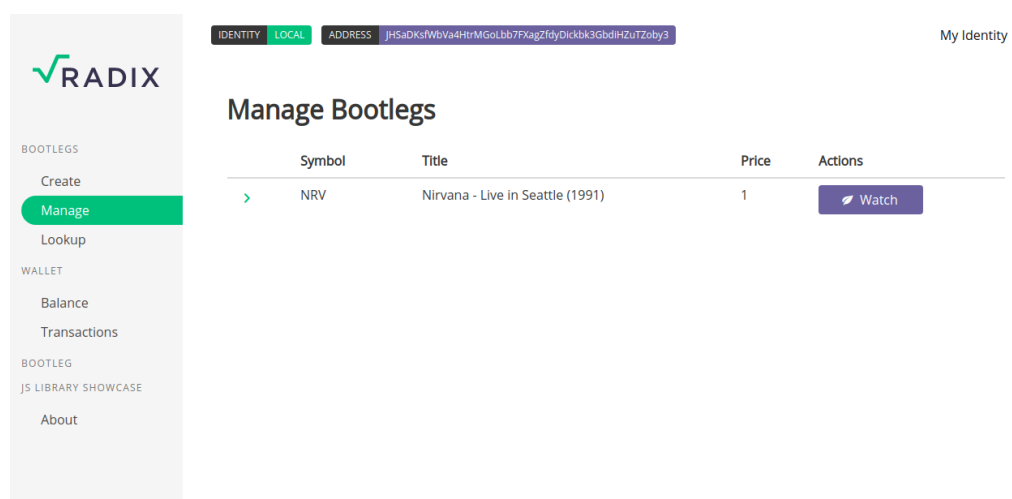 IDENTITY LOCAL ADDRESS JHSaDKsfWbVa4HtrMGoLbb7FXagZfdyDickbk3GbdiHZuTZoby3 My Identity
RADIX
Manage Bootlegs
BOOTLEGS
Create
Manage
Lookup
WALLET
Balance
Transactions
BOOTLEG
JS LIBRARY SHOWCASE
About
Symbol Title Price Actions
NRV Nirvana - Live in Seattle (1991) 1 Watch